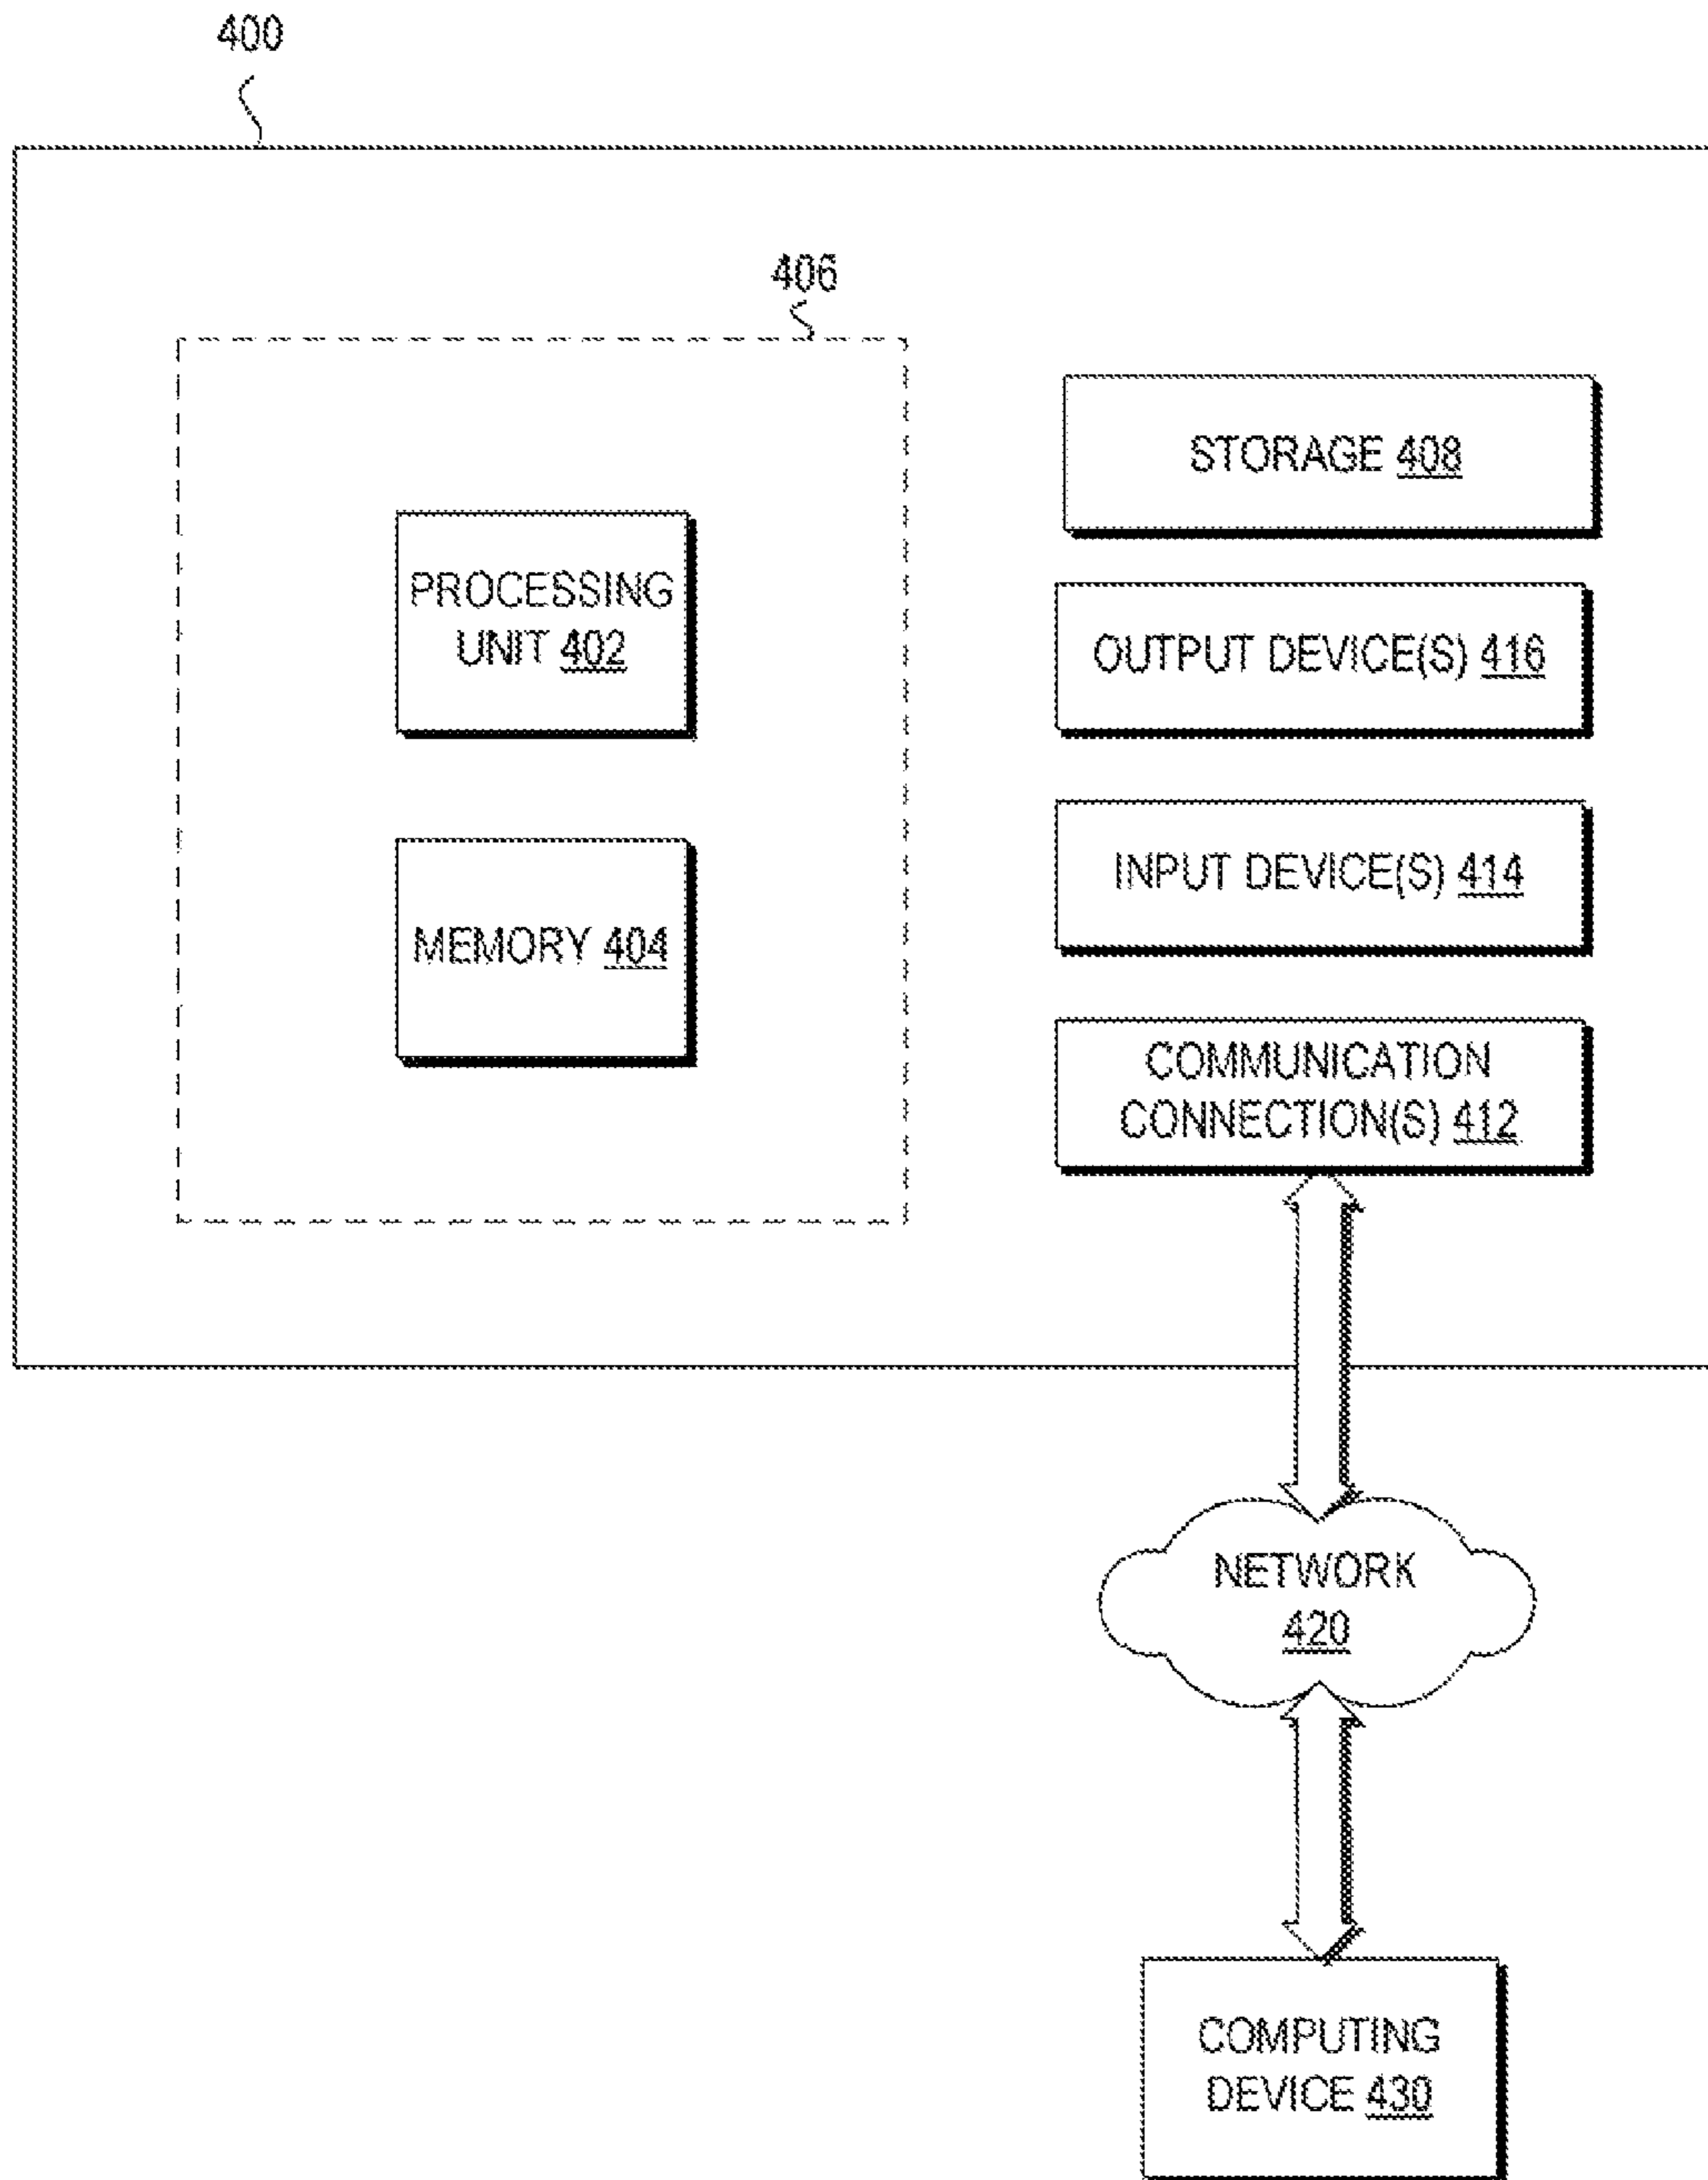 400
406
PROCESSING
UNIT 402
MEMORY 404
STORAGE 408
OUTPUT DEVICE(S) 416
INPUT DEVICE(S) 414
COMMUNICATION
CONNECTION(S) 412
NETWORK
420
COMPUTING
DEVICE 430